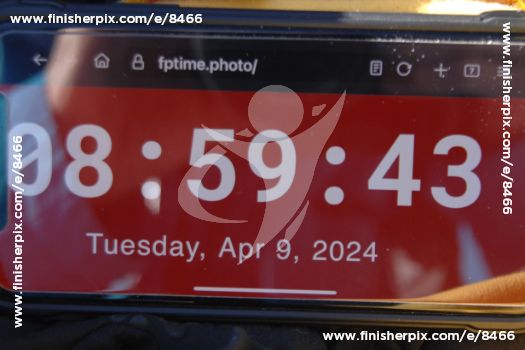 www.finisherpix.com/e/8466
www.finisherpix.com/e/8466
fptime.photo/
7
08:59:43
www.finisherpix.com/e/8466
Tuesday, Apr 9, 2024
www.finisherpix.com/e/8466